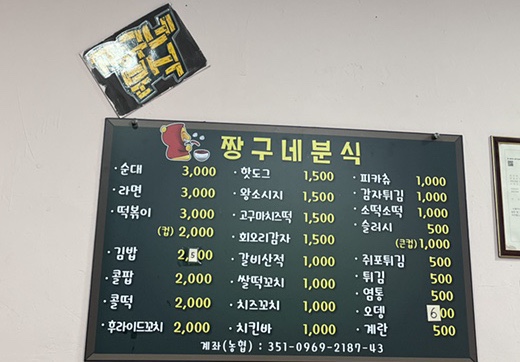 짱구네분식
·순대 3,000
·라면 3,000
·떡볶이 3,000
(컵) 2,000
·김밥 2,500
·콜팝 2,000
·콜떡 2,000
·후라이드꼬치 2,000
·핫도그 1,500
·왕소시지 1,500
·고구마치즈떡 1,500
·회오리감자 1,500
·갈비산적 1,000
·쌀떡꼬치 1,000
·치즈꼬치 1,000
·치킨바 1,000
·피카츄 1,000
·감자튀김 1,000
·소떡소떡 1,000
·슬러시 500
(큰컵) 1,000
·쥐포튀김 500
·튀김 500
·염통 500
·오뎅 600
·계란 500
계좌(농협) : 351-0969-2187-43